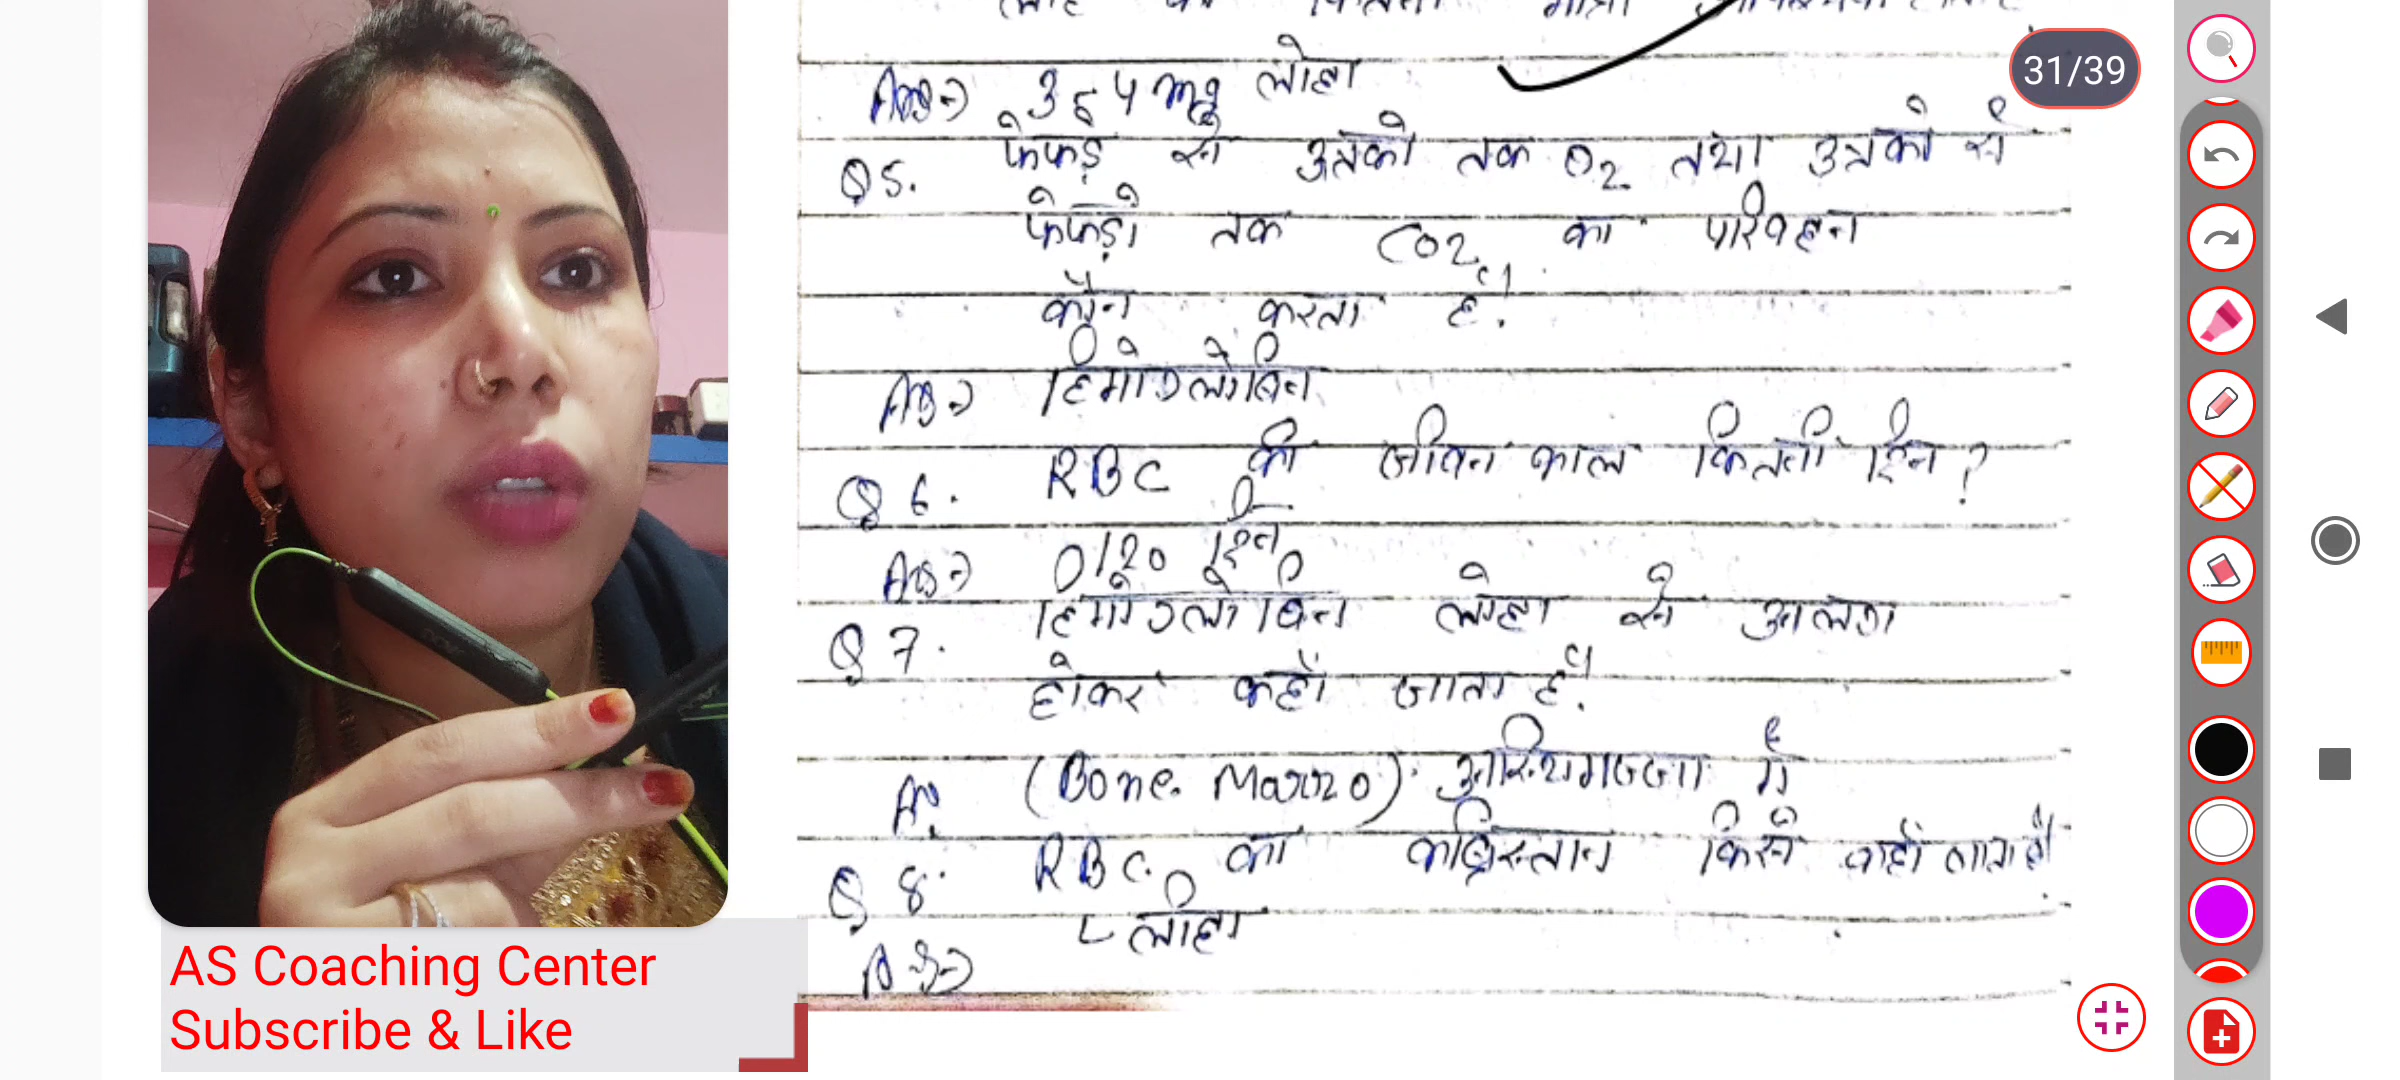 Ans→ 3 से 4 mg लोहा
Q5. फेफड़े से उत्तको तक O2 तथा उत्तको से
फेफड़ो तक CO2 का परिवहन
कौन करता है।
Ans→ हिमोग्लोबिन
Q6. RBC की जीवन काल कितनी दिन ?
Ans→ 120 दिन
Q7. हिमोग्लोबिन लोहा से अलग
होकर कहाँ जाता है।
A. (Bone Marro) अस्थिमज्जा में
Q8. RBC का कब्रिस्तान किसे कहाँ जाता है
Ans→ लीहा
31/39
AS Coaching Center
Subscribe & Like